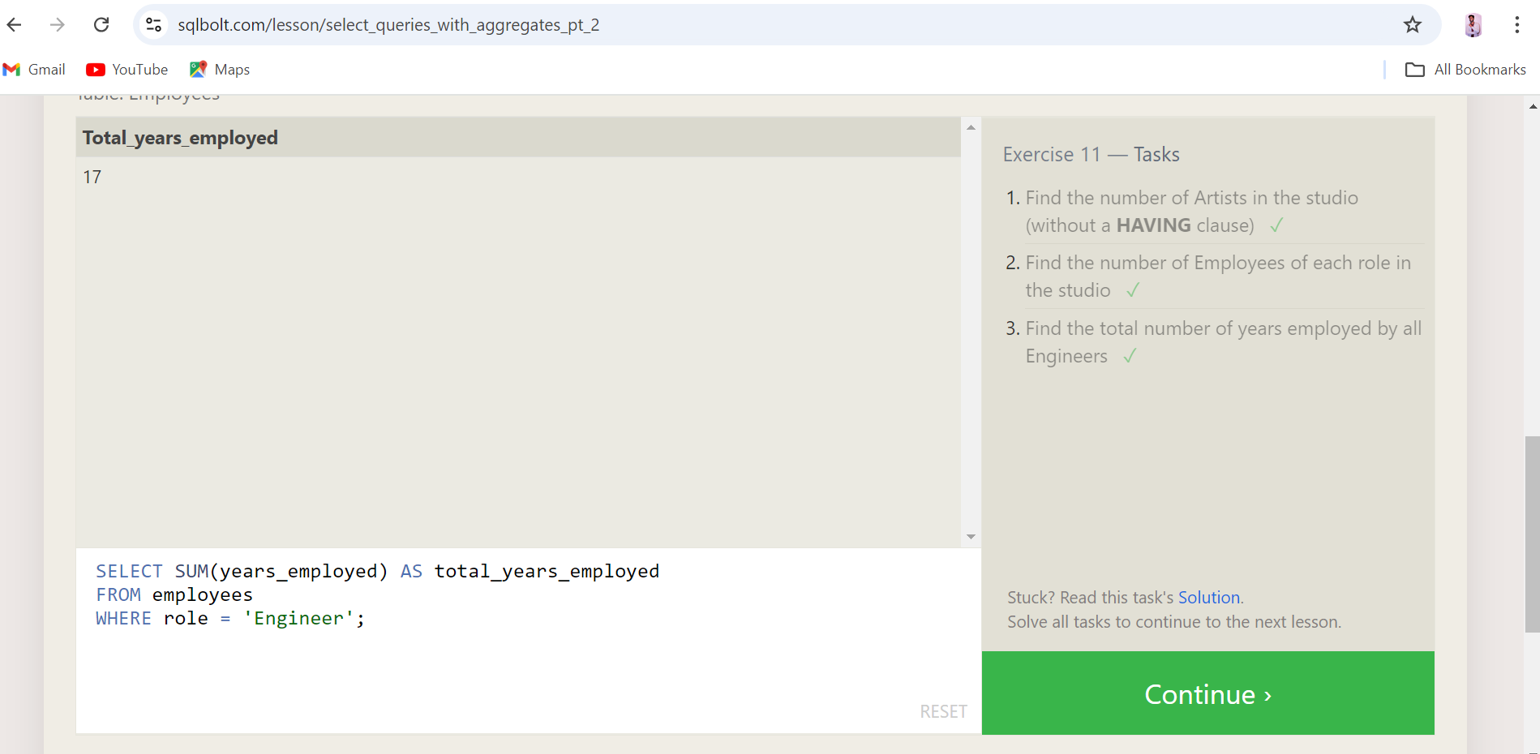 sqlbolt.com/lesson/select_queries_with_aggregates_pt_2
Gmail YouTube Maps All Bookmarks
Table: Employees
Total_years_employed
17
SELECT SUM(years_employed) AS total_years_employed
FROM employees
WHERE role = 'Engineer';
RESET
Exercise 11 — Tasks
1. Find the number of Artists in the studio
(without a HAVING clause) ✓
2. Find the number of Employees of each role in
the studio ✓
3. Find the total number of years employed by all
Engineers ✓
Stuck? Read this task's Solution.
Solve all tasks to continue to the next lesson.
Continue ›